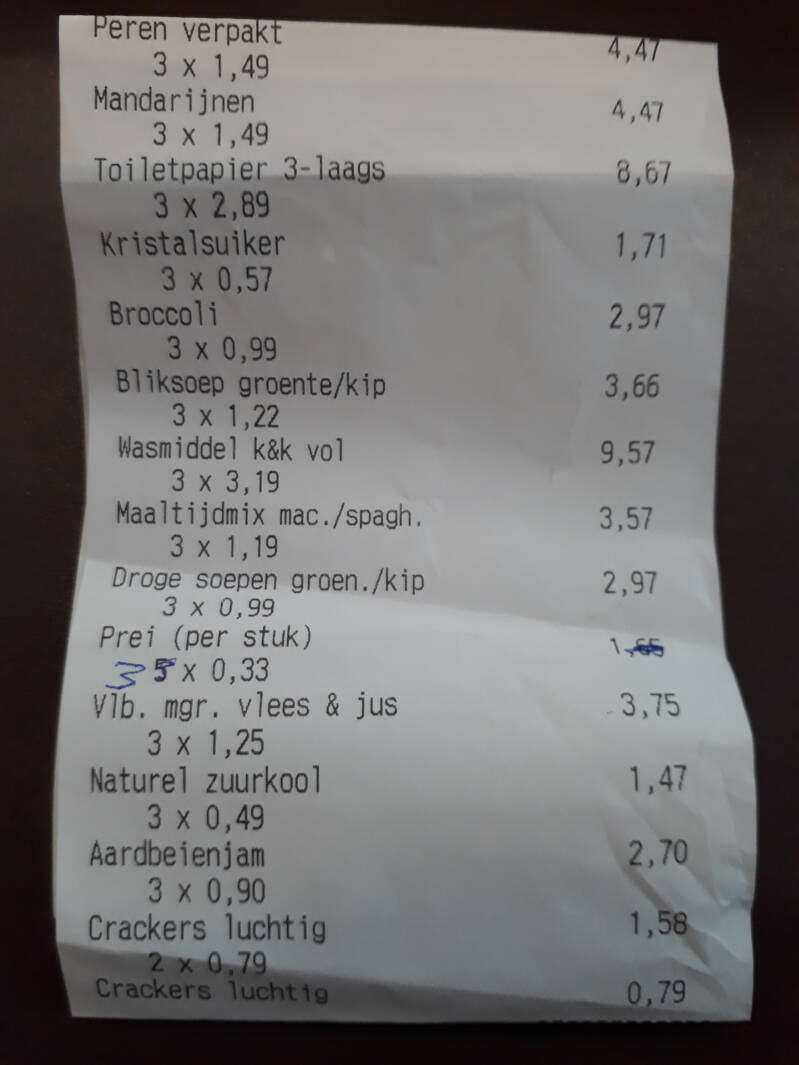 Peren verpakt 4,47
3 x 1,49
Mandarijnen 4,47
3 x 1,49
Toiletpapier 3-laags 8,67
3 x 2,89
Kristalsuiker 1,71
3 x 0,57
Broccoli 2,97
3 x 0,99
Bliksoep groente/kip 3,66
3 x 1,22
Wasmiddel k&k vol 9,57
3 x 3,19
Maaltijdmix mac./spagh. 3,57
3 x 1,19
Droge soepen groen./kip 2,97
3 x 0,99
Prei (per stuk) 1,65
3 5 x 0,33
Vlb. mgr. vlees & jus 3,75
3 x 1,25
Naturel zuurkool 1,47
3 x 0,49
Aardbeienjam 2,70
3 x 0,90
Crackers luchtig 1,58
2 x 0,79
Crackers luchtig 0,79